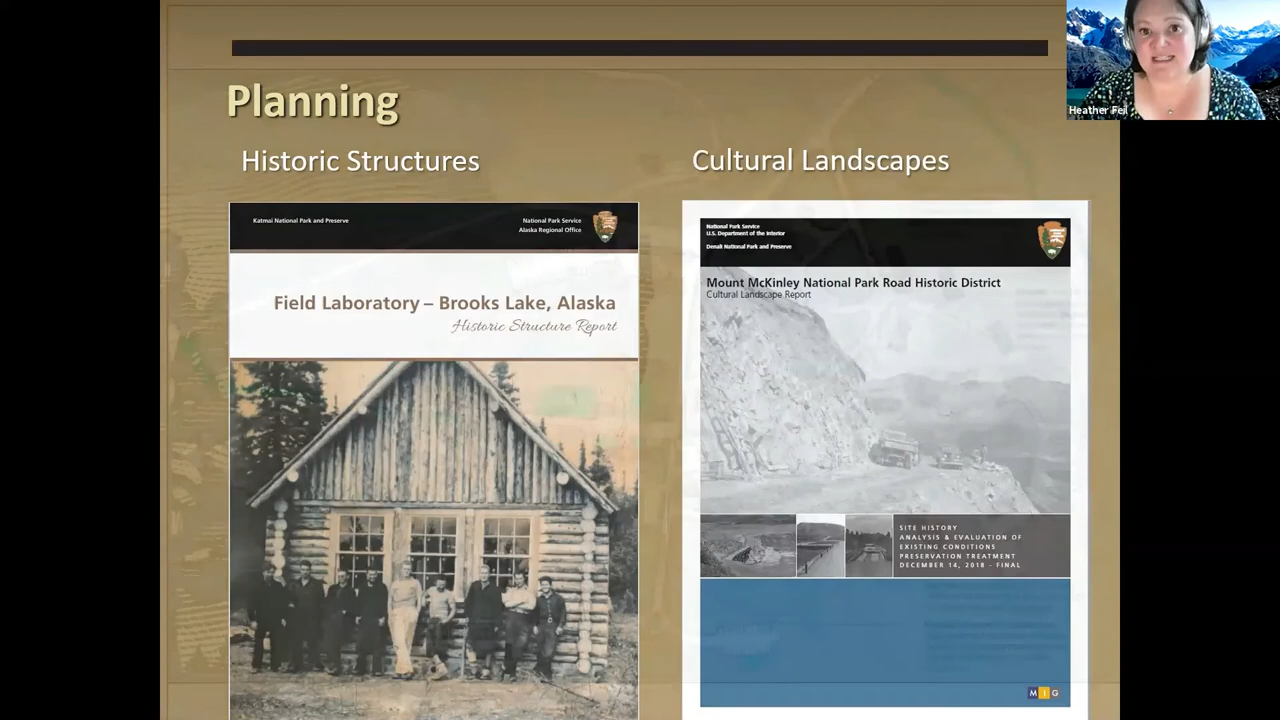 Planning
Historic Structures
Cultural Landscapes
Heather Feil
Katmai National Park and Preserve
National Park Service
Alaska Regional Office
Field Laboratory – Brooks Lake, Alaska
Historic Structure Report
National Park Service
U.S. Department of the Interior
Denali National Park and Preserve
Mount McKinley National Park Road Historic District
Cultural Landscape Report
SITE HISTORY
ANALYSIS & EVALUATION OF
EXISTING CONDITIONS
PRESERVATION TREATMENT
DECEMBER 14, 2018 - FINAL
MIG